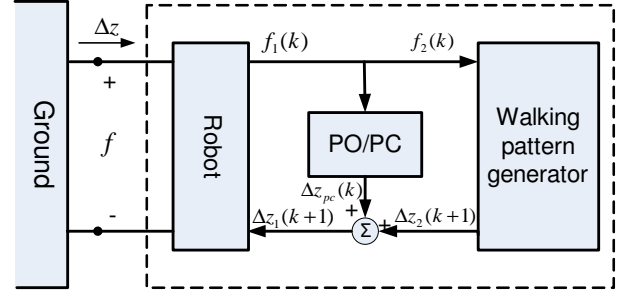 Δz
f₁(k)
f₂(k)
+
Ground
f
Robot
PO/PC
Walking
pattern
generator
Δz_pc(k)
+
Δz₁(k+1)
+
Δz₂(k+1)
Σ
-